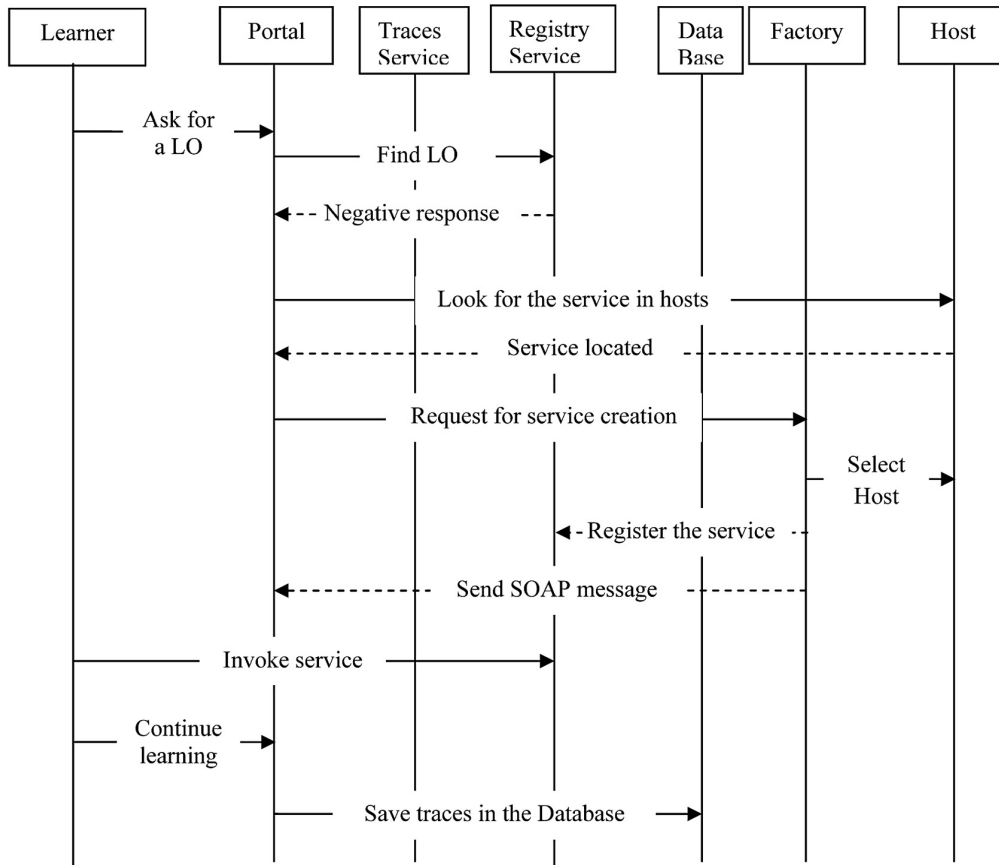 Learner
Portal
Traces
Service
Registry
Service
Data
Base
Factory
Host
Ask for
a LO
Find LO
Negative response
Look for the service in hosts
Service located
Request for service creation
Select
Host
Register the service
Send SOAP message
Invoke service
Continue
learning
Save traces in the Database